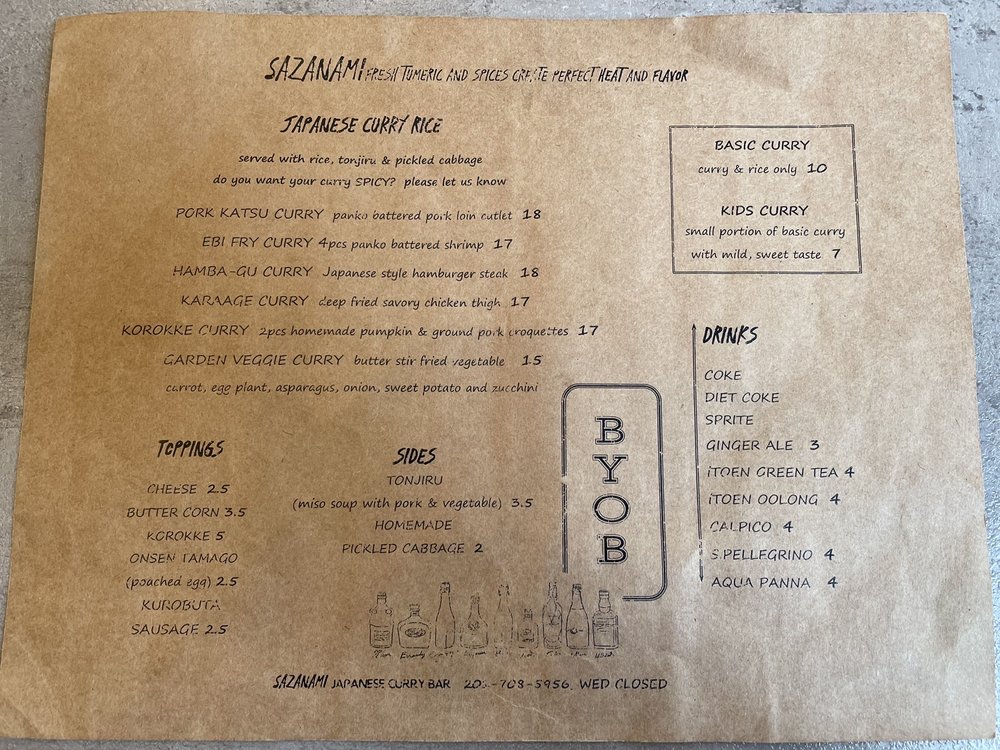 SAZANAMI FRESH TUMERIC AND SPICES CREATE PERFECT HEAT AND FLAVOR
JAPANESE CURRY RICE
served with rice, tonjiru & pickled cabbage
do you want your curry SPICY? please let us know
PORK KATSU CURRY panko battered pork loin cutlet 18
EBI FRY CURRY 4pcs panko battered shrimp 17
HAMBA-GU CURRY Japanese style hamburger steak 18
KARAAGE CURRY deep fried savory chicken thigh 17
KOROKKE CURRY 2pcs homemade pumpkin & ground pork croquettes 17
GARDEN VEGGIE CURRY butter stir fried vegetable 15
carrot, egg plant, asparagus, onion, sweet potato and zucchini
BASIC CURRY
curry & rice only 10
KIDS CURRY
small portion of basic curry
with mild, sweet taste 7
TOPPINGS
CHEESE 2.5
BUTTER CORN 3.5
KOROKKE 5
ONSEN TAMAGO
(poached egg) 2.5
KUROBUTA
SAUSAGE 2.5
SIDES
TONJIRU
(miso soup with pork & vegetable) 3.5
HOMEMADE
PICKLED CABBAGE 2
BYOB
DRINKS
COKE
DIET COKE
SPRITE
GINGER ALE 3
iTOEN GREEN TEA 4
iTOEN OOLONG 4
CALPICO 4
S.PELLEGRINO 4
AQUA PANNA 4
SAZANAMI JAPANESE CURRY BAR -708-5956 WED CLOSED